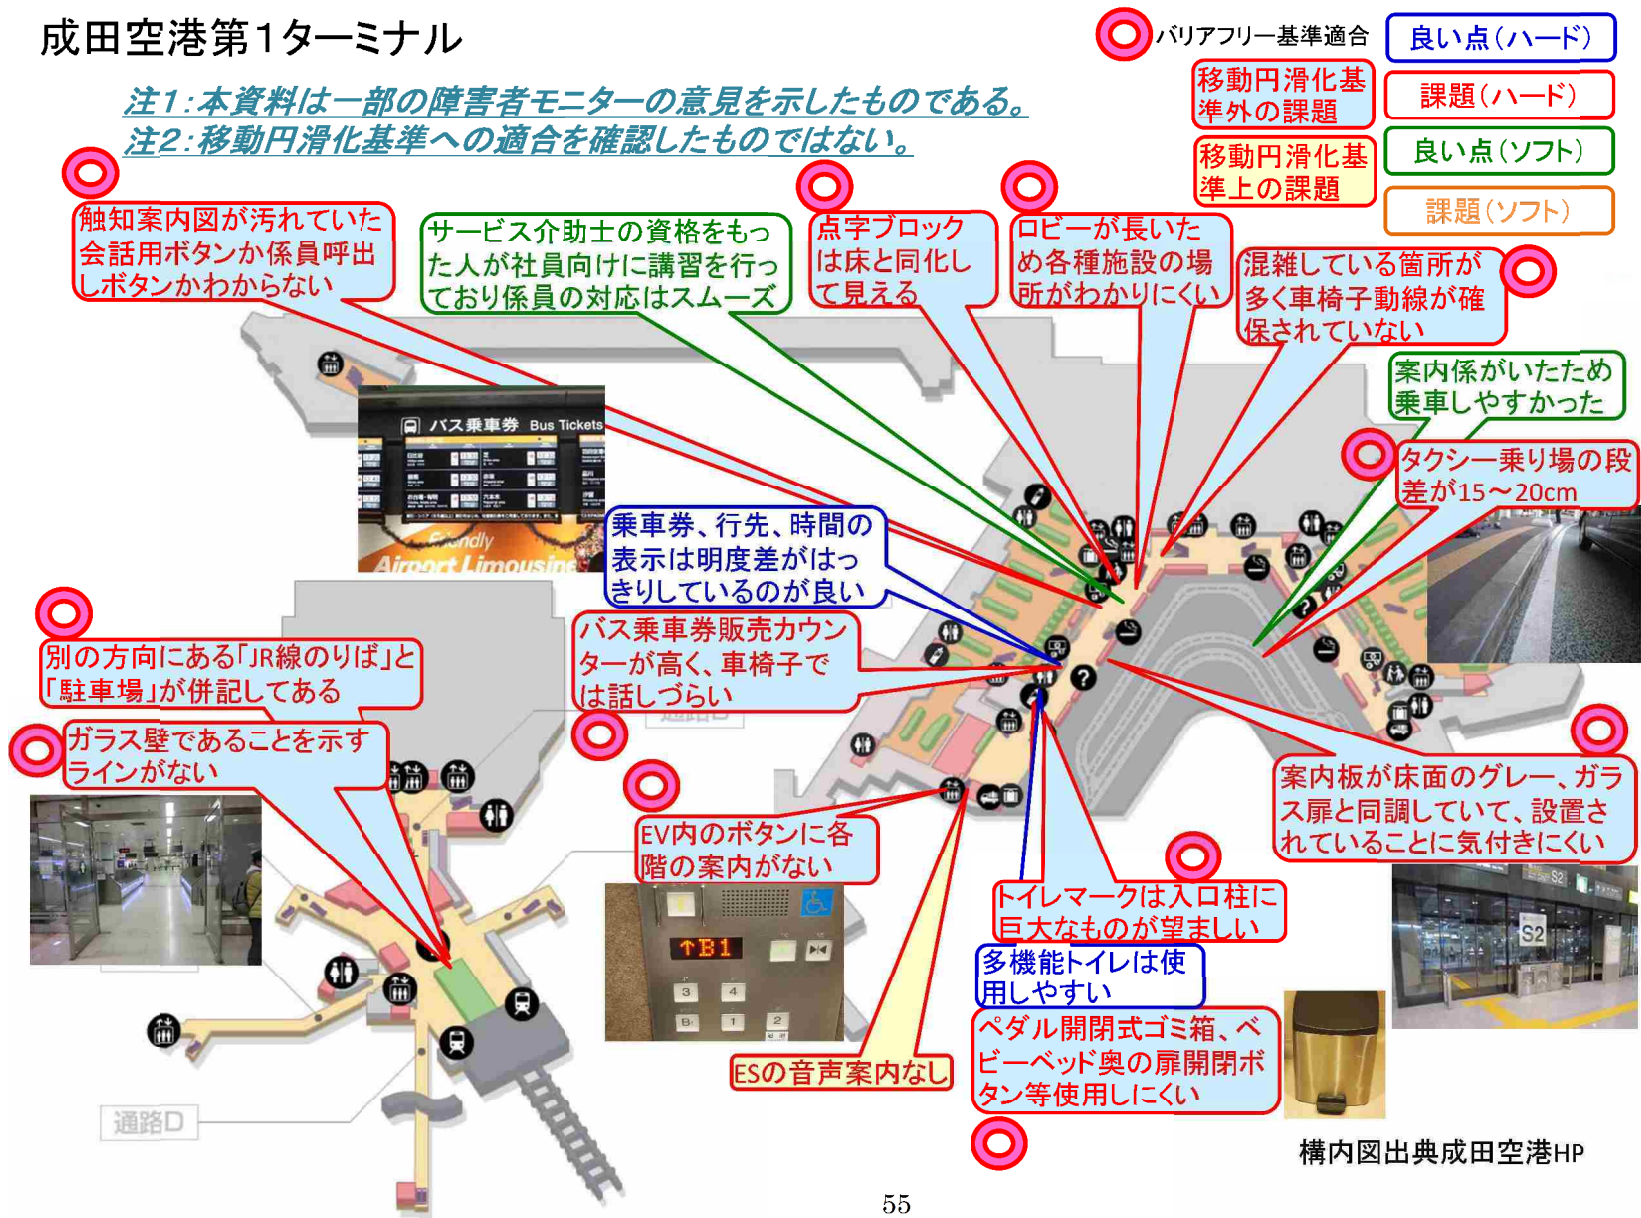 成田空港第1ターミナル
注1:本資料は一部の障害者モニターの意見を示したものである。
注2:移動円滑化基準への適合を確認したものではない。
バリアフリー基準適合
良い点(ハード)
移動円滑化基
準外の課題
課題(ハード)
移動円滑化基
準上の課題
良い点(ソフト)
課題(ソフト)
触知案内図が汚れていた
会話用ボタンか係員呼出
しボタンかわからない
サービス介助士の資格をもっ
た人が社員向けに講習を行っ
ており係員の対応はスムーズ
点字ブロック
は床と同化し
て見える
ロビーが長いた
め各種施設の場
所がわかりにくい
混雑している箇所が
多く車椅子動線が確
保されていない
案内係がいたため
乗車しやすかった
タクシー乗り場の段
差が15～20cm
バス乗車券 Bus Tickets
Friendly
Airport Limousine
乗車券、行先、時間の
表示は明度差がはっ
きりしているのが良い
バス乗車券販売カウン
ターが高く、車椅子で
は話しづらい
別の方向にある「JR線のりば」と
「駐車場」が併記してある
ガラス壁であることを示す
ラインがない
EV内のボタンに各
階の案内がない
↑B1
3
4
B1
1
2
案内板が床面のグレー、ガラ
ス扉と同調していて、設置さ
れていることに気付きにくい
S2
S2
トイレマークは入口柱に
巨大なものが望ましい
多機能トイレは使
用しやすい
ペダル開閉式ゴミ箱、ベ
ビーベッド奥の扉開閉ボ
タン等使用しにくい
ESの音声案内なし
通路D
構内図出典成田空港HP
55